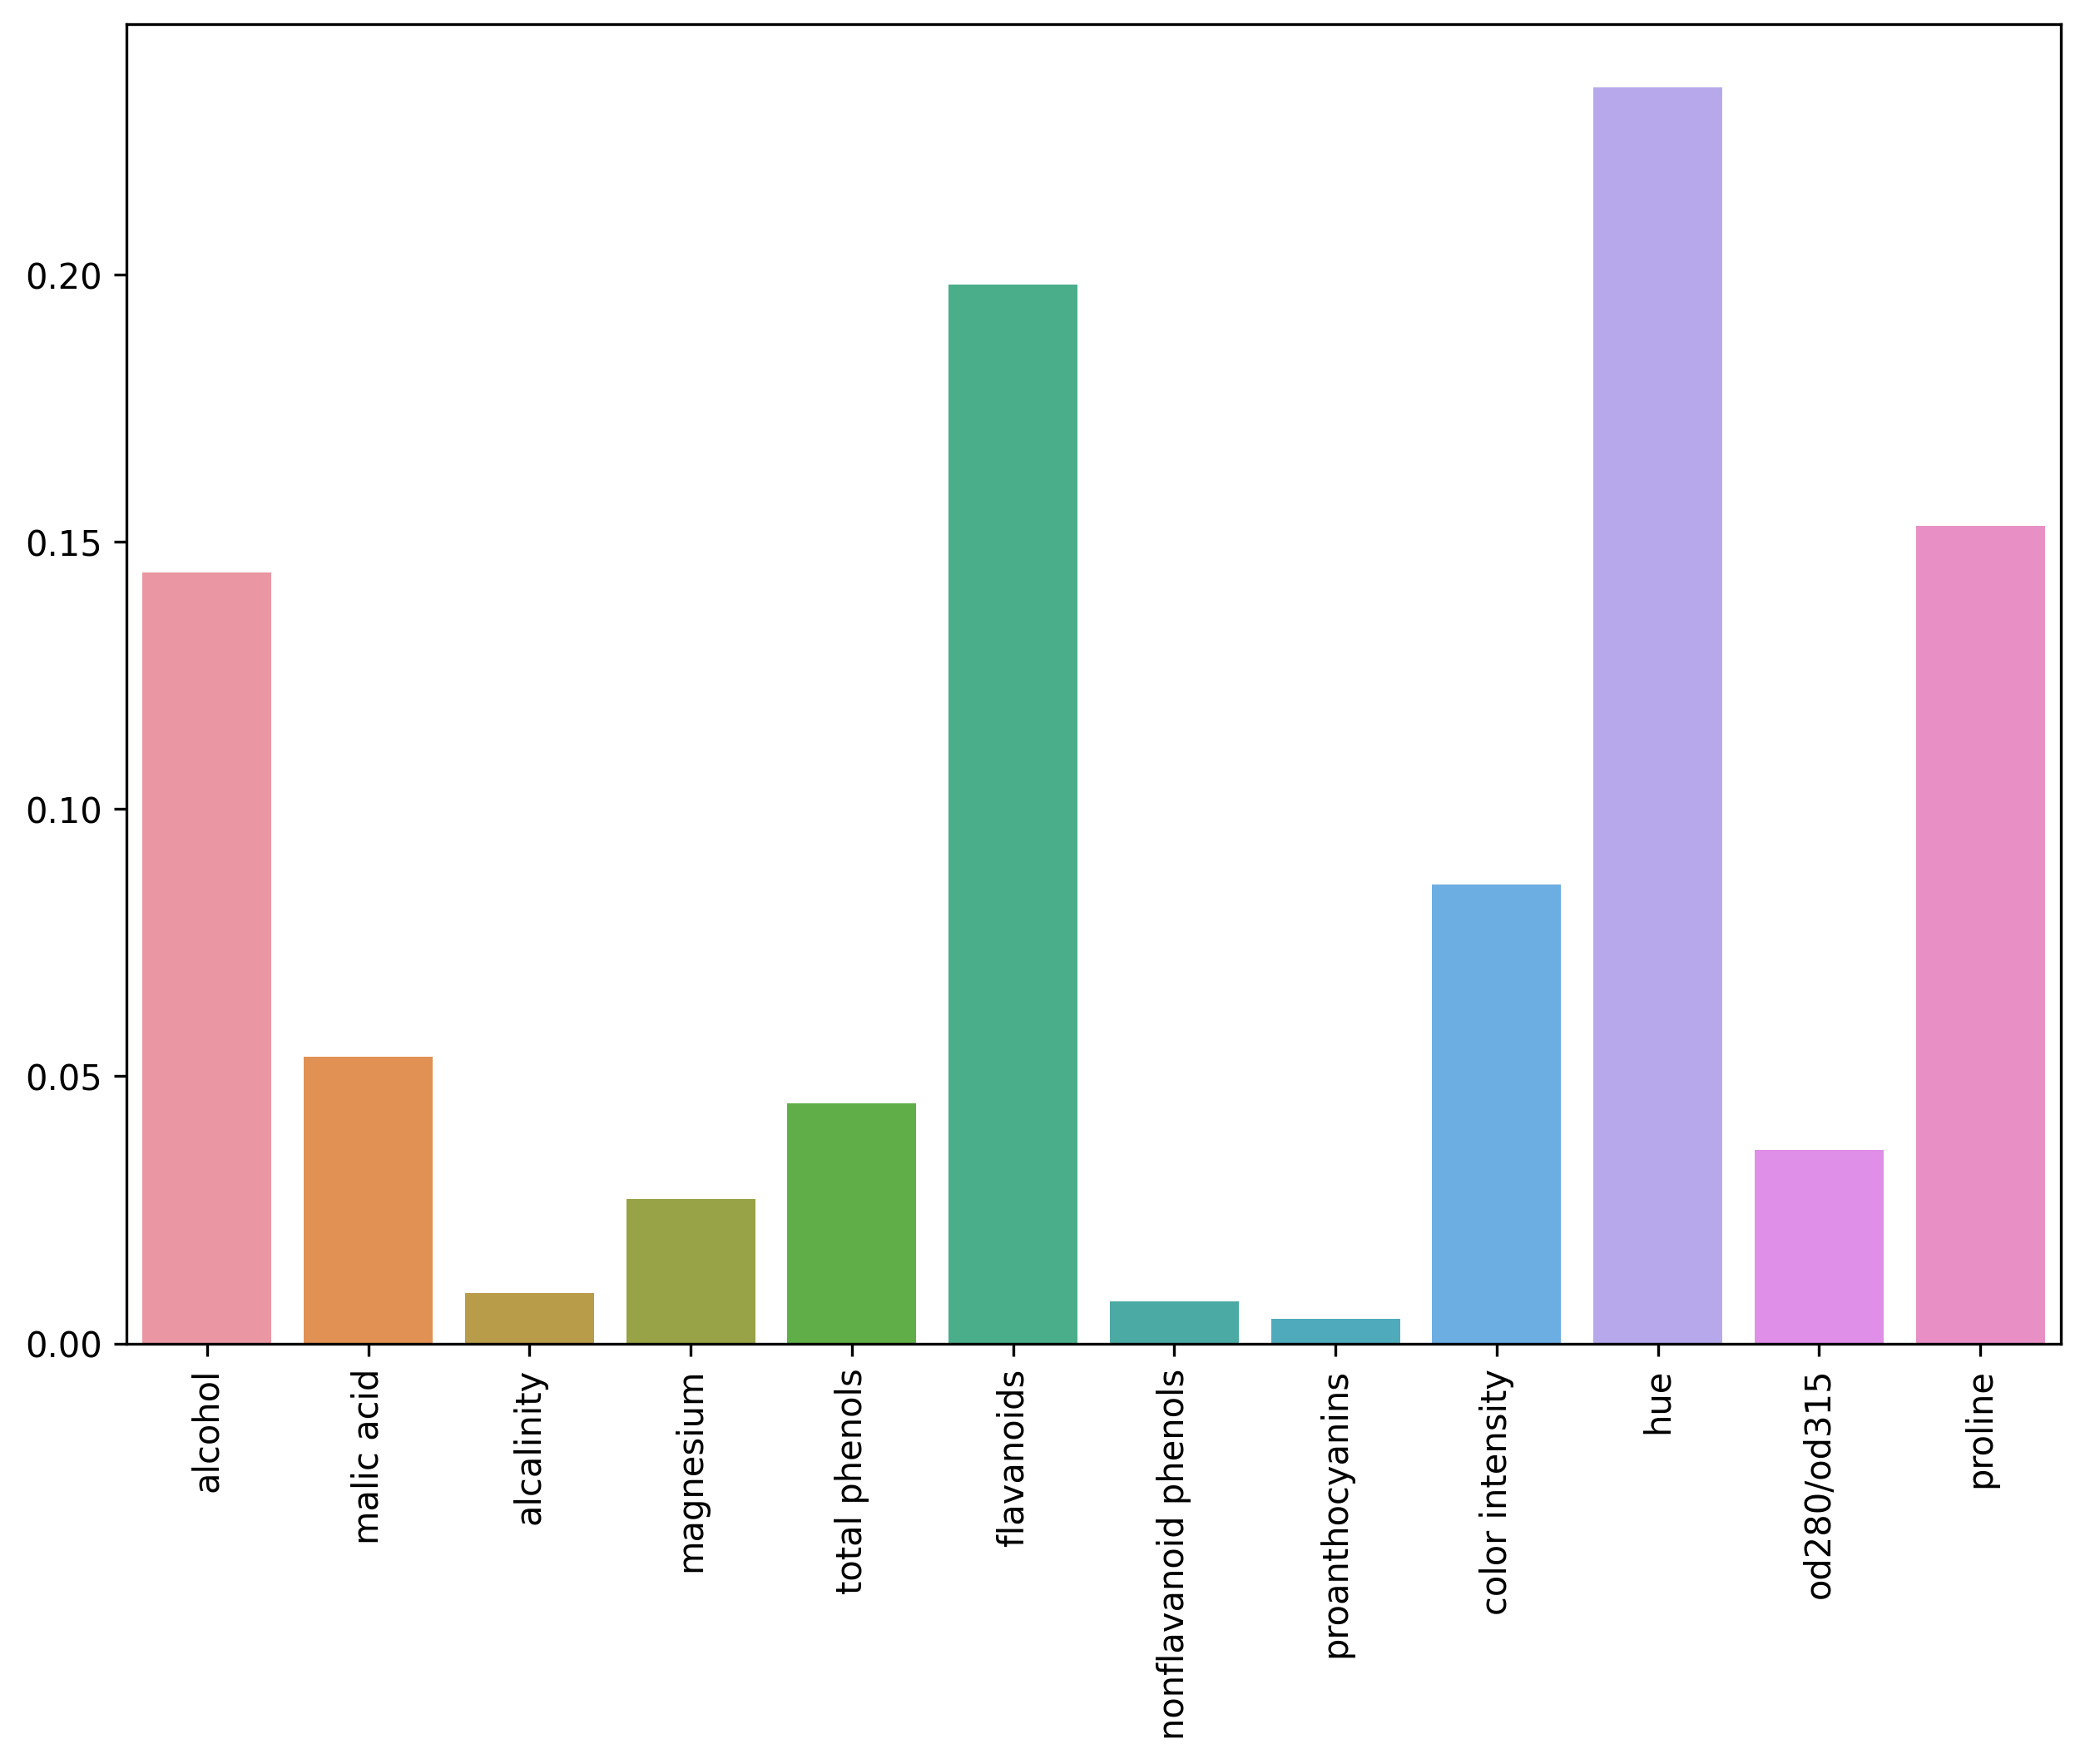 0.20
0.15
0.10
0.05
0.00
alcohol
malic acid
alcalinity
magnesium
total phenols
flavanoids
nonflavanoid phenols
proanthocyanins
color intensity
hue
od280/od315
proline